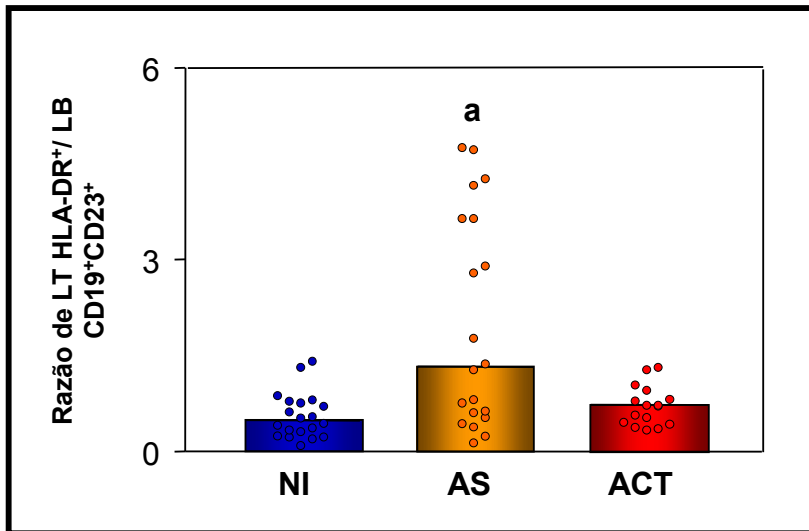 Razão de LT HLA-DR⁺/ LB
CD19⁺CD23⁺
6
3
0
a
NI AS ACT